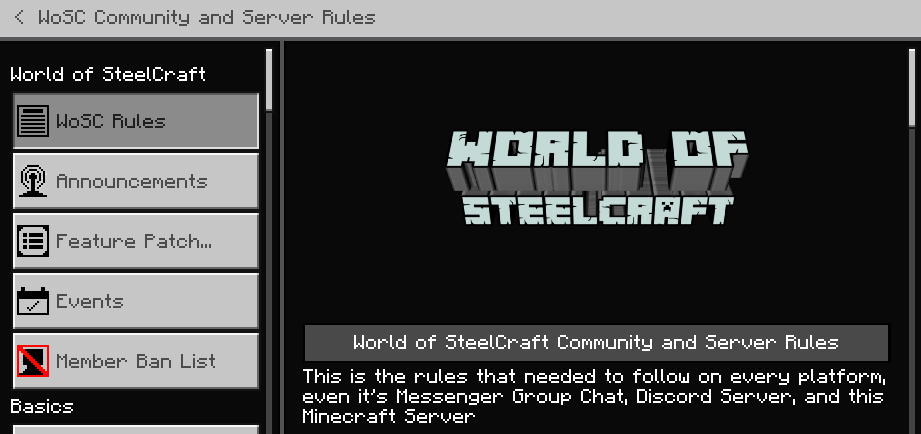 WoSC Community and Server Rules
World of SteelCraft
WoSC Rules
Announcements
Feature Patch...
Events
Member Ban List
Basics
WORLD OF
STEELCRAFT
World of SteelCraft Community and Server Rules
This is the rules that needed to follow on every platform,
even it's Messenger Group Chat, Discord Server, and this
Minecraft Server